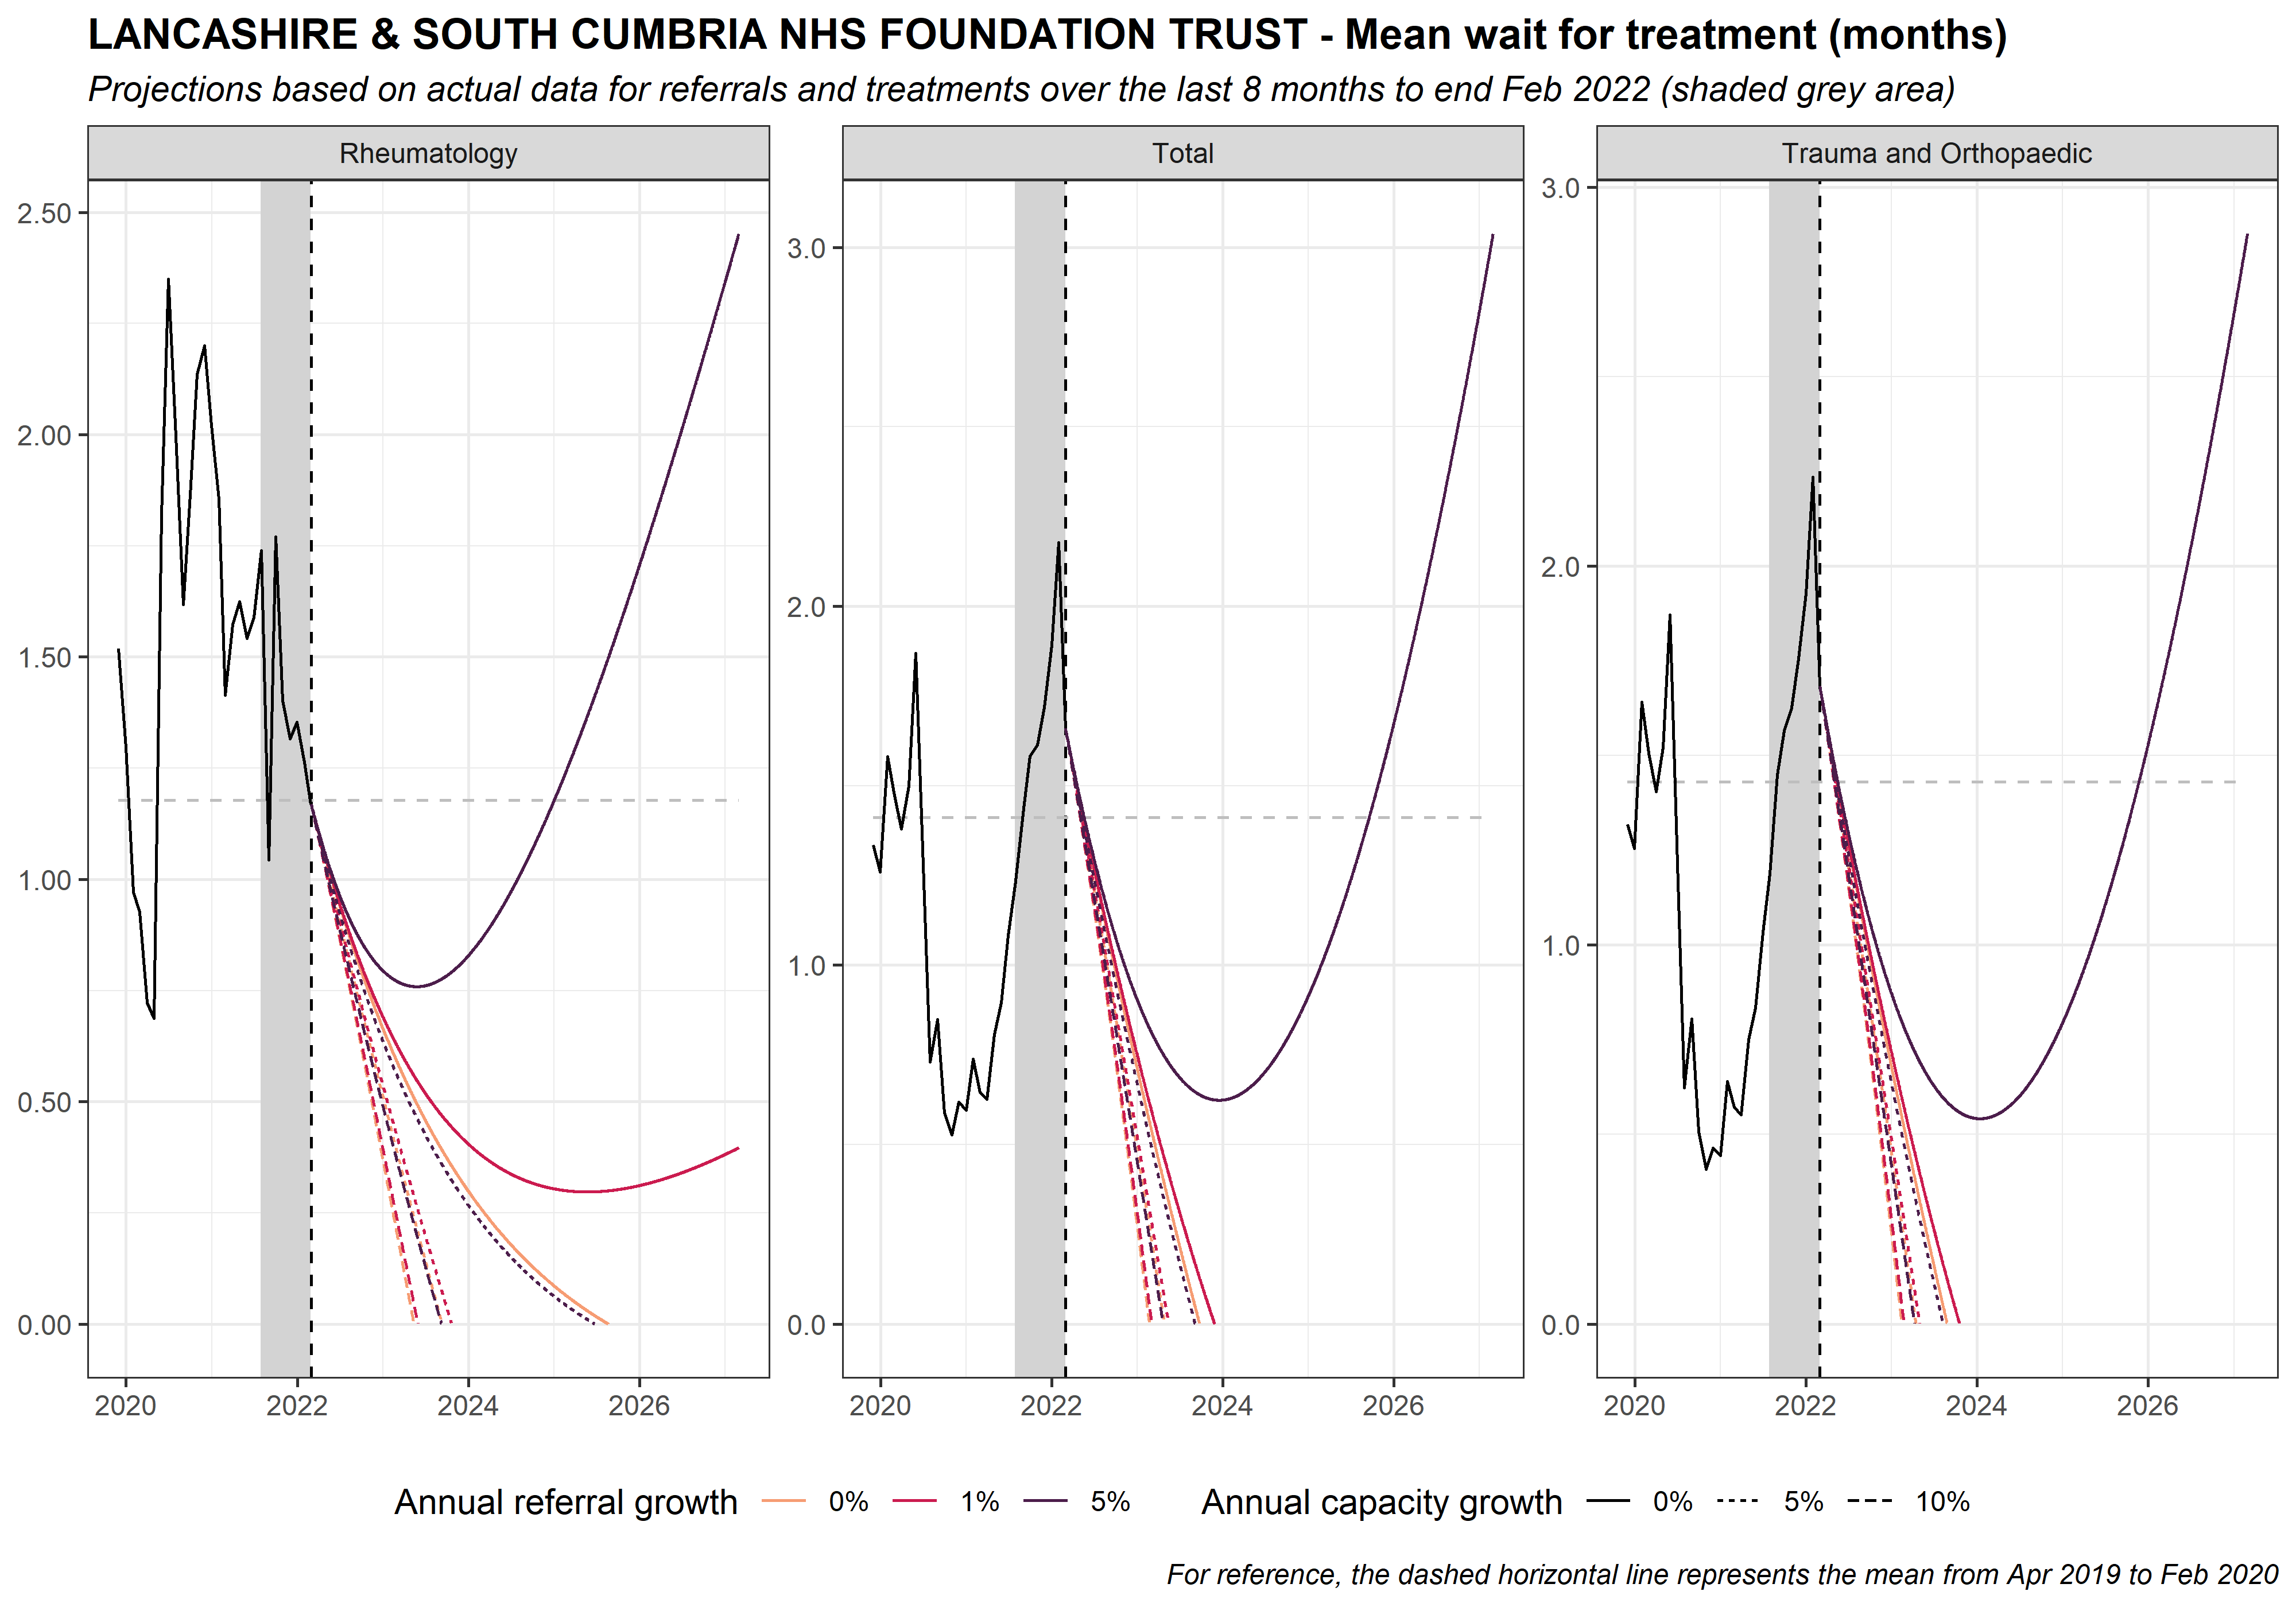 LANCASHIRE & SOUTH CUMBRIA NHS FOUNDATION TRUST - Mean wait for treatment (months)
Projections based on actual data for referrals and treatments over the last 8 months to end Feb 2022 (shaded grey area)
Rheumatology
Total
Trauma and Orthopaedic
2.50
2.00
1.50
1.00
0.50
0.00
3.0
2.0
1.0
0.0
3.0
2.0
1.0
0.0
2020 2022 2024 2026
2020 2022 2024 2026
2020 2022 2024 2026
Annual referral growth 0% 1% 5% Annual capacity growth 0% 5% 10%
For reference, the dashed horizontal line represents the mean from Apr 2019 to Feb 2020